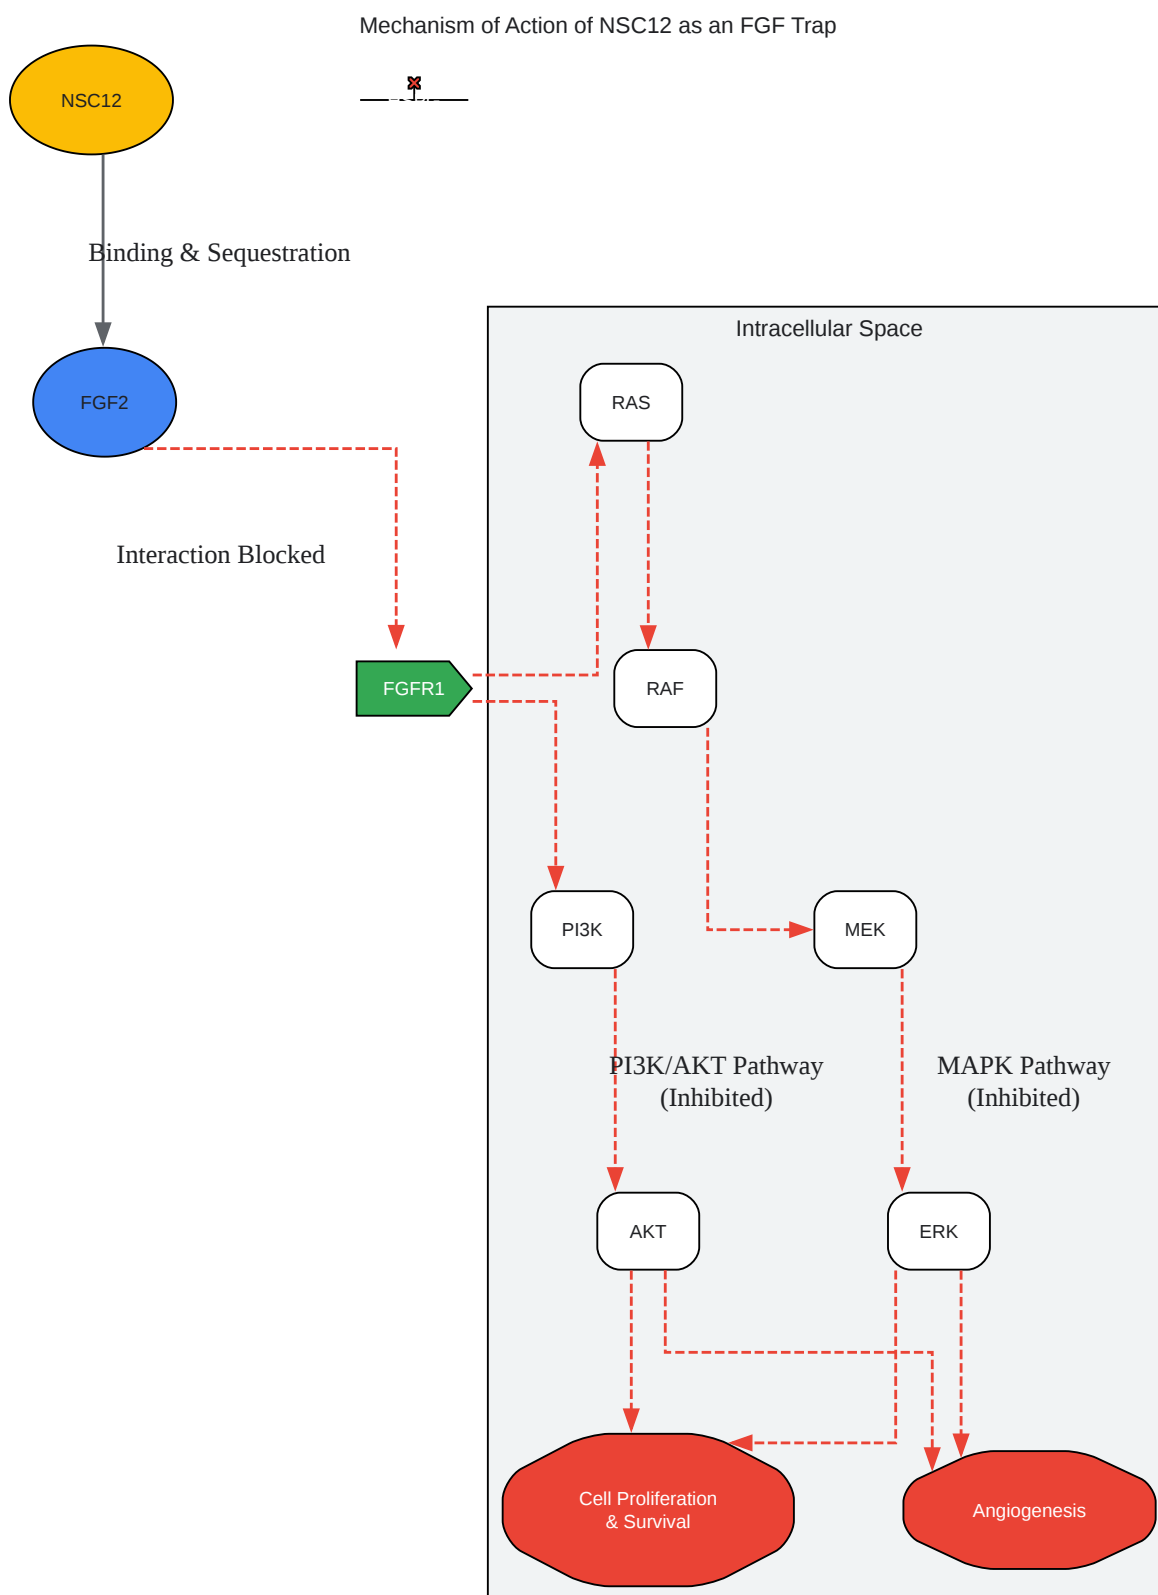 Mechanism of Action of NSC12 as an FGF Trap
NSC12
Binding & Sequestration
Intracellular Space
FGF2
RAS
Interaction Blocked
FGFR1
RAF
PI3K
MEK
PI3K/AKT Pathway
(Inhibited)
MAPK Pathway
(Inhibited)
AKT
ERK
Cell Proliferation
& Survival
Angiogenesis